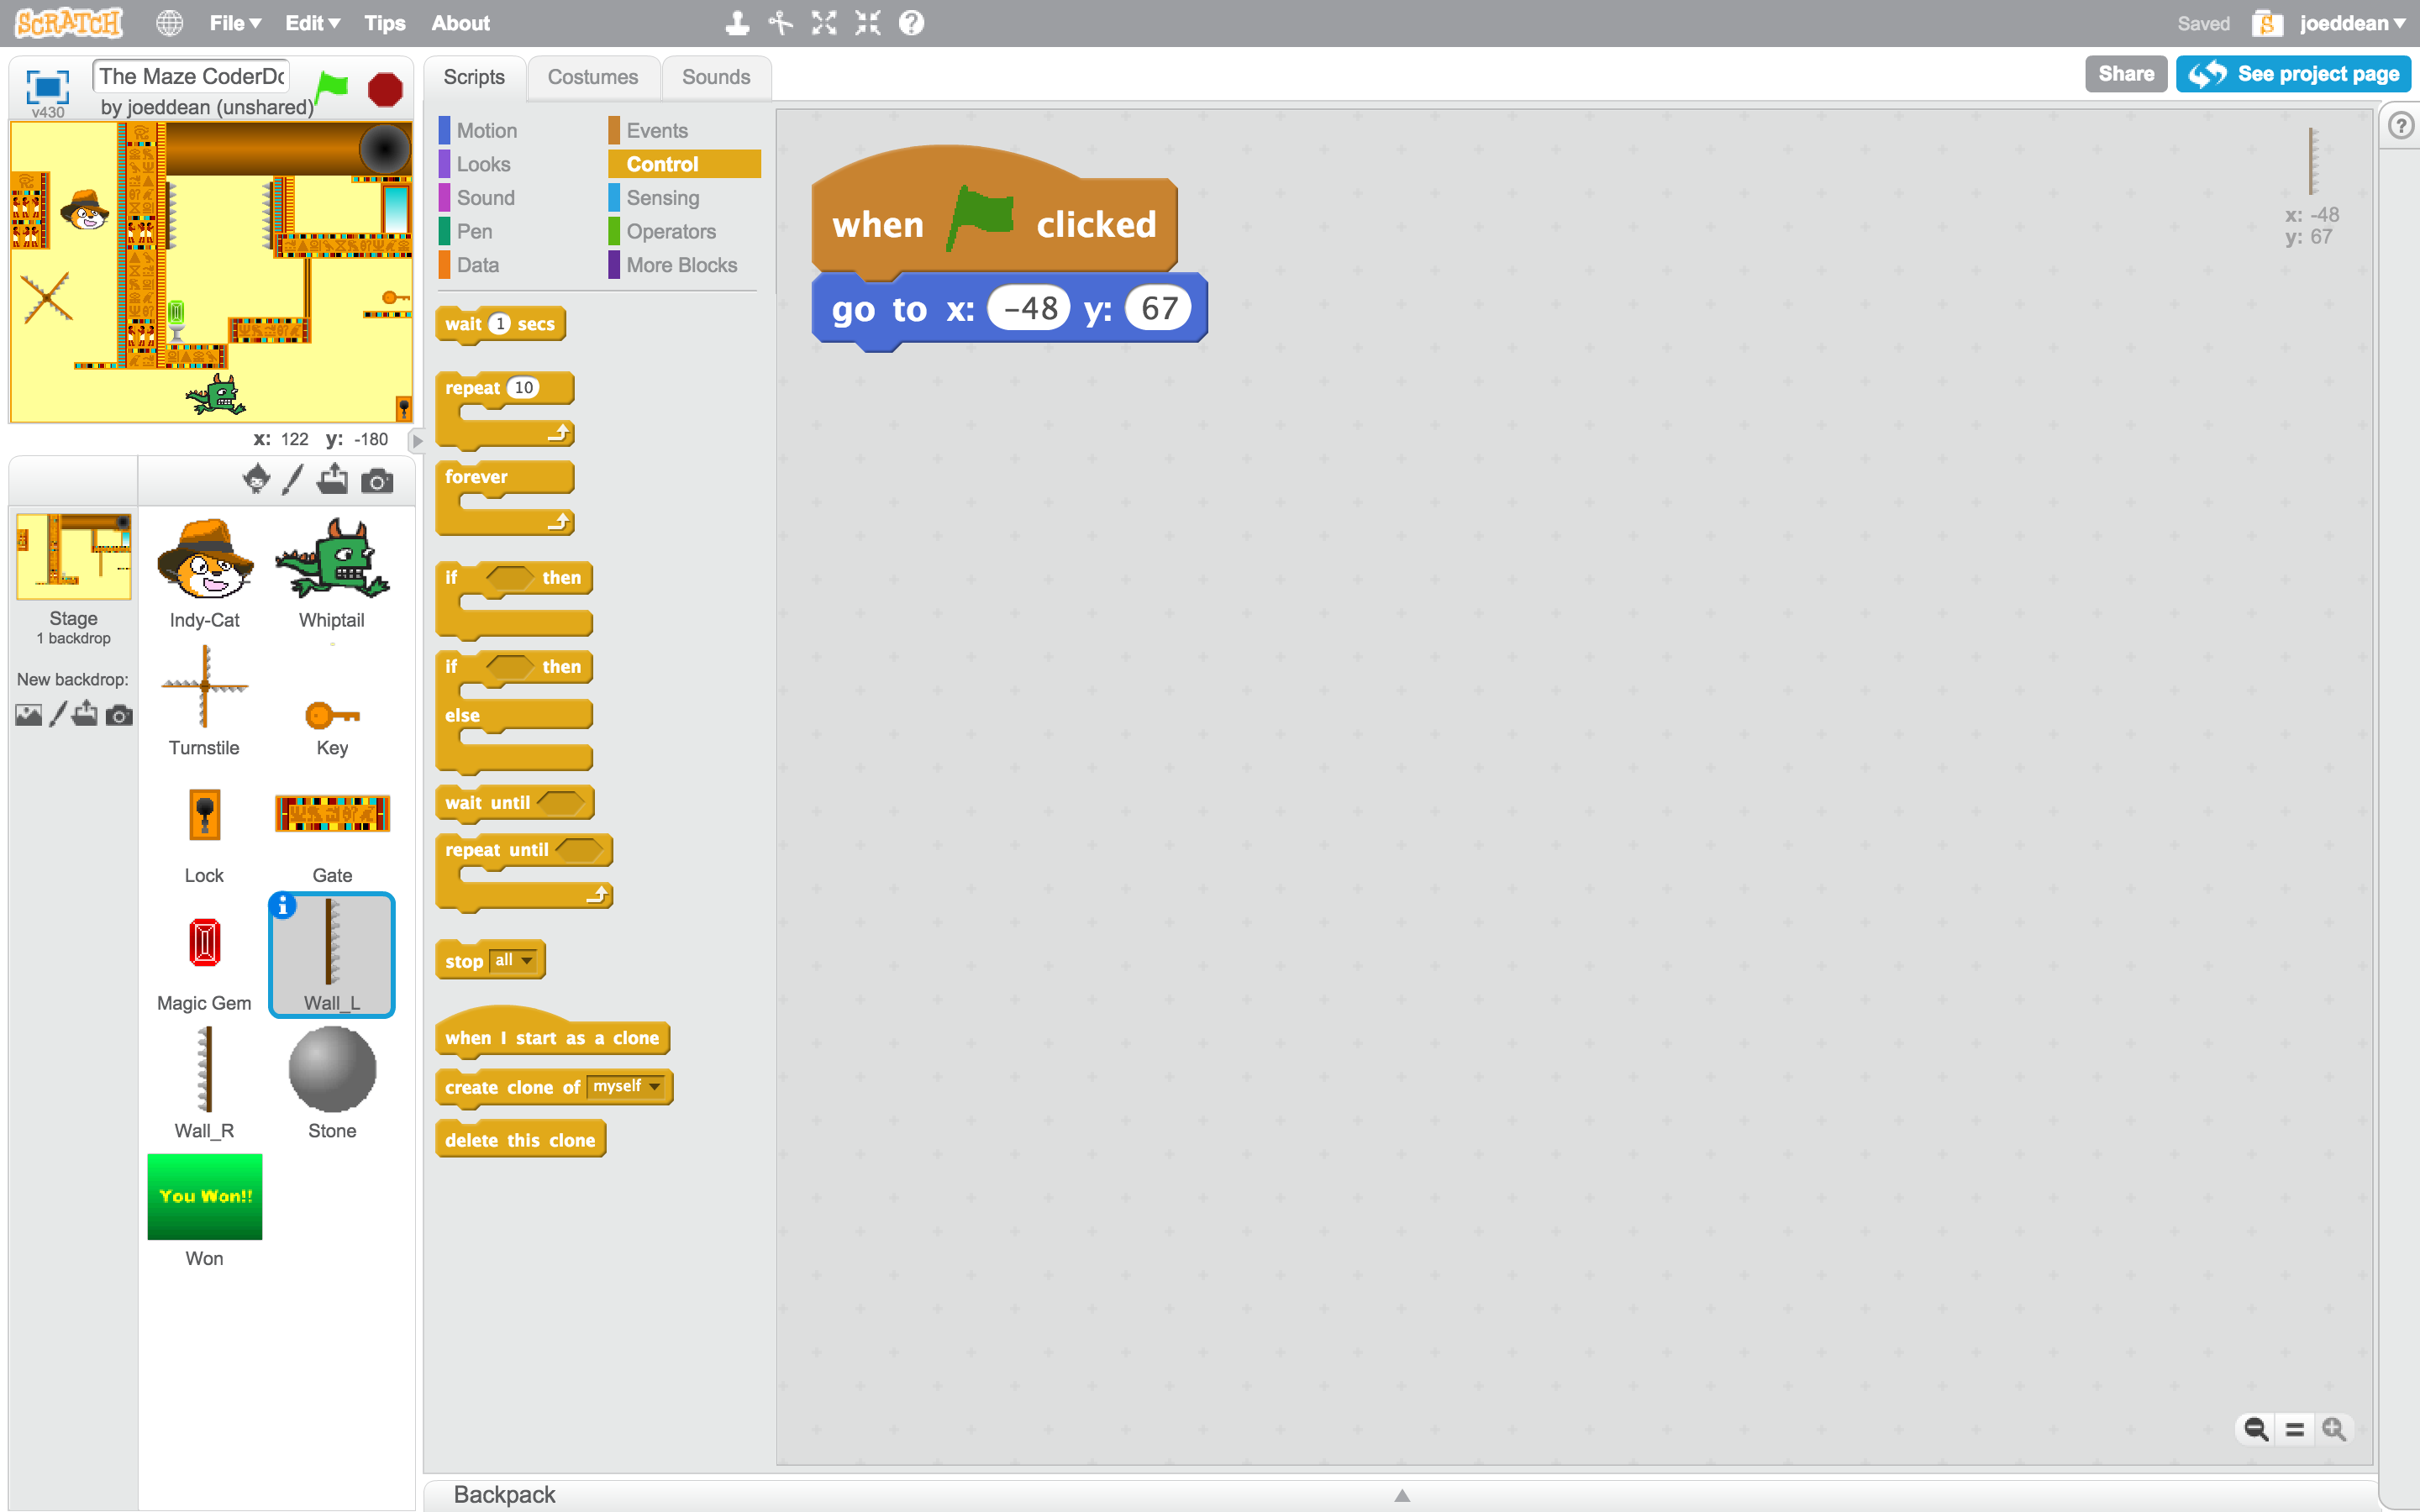 SCRATCH File Edit Tips About Saved joeddean
The Maze CoderDo
by joeddean (unshared)
v430
Scripts Costumes Sounds
Share See project page
Motion Events
Looks Control
Sound Sensing
Pen Operators
Data More Blocks
wait 1 secs
repeat 10
forever
if then
if then
else
wait until
repeat until
stop all
when I start as a clone
create clone of myself
delete this clone
when clicked
go to x: -48 y: 67
x: -48
y: 67
x: 122 y: -180
Stage
1 backdrop
New backdrop:
Indy-Cat Whiptail
Turnstile Key
Lock Gate
Magic Gem Wall_L
Wall_R Stone
You Won!!
Won
Backpack